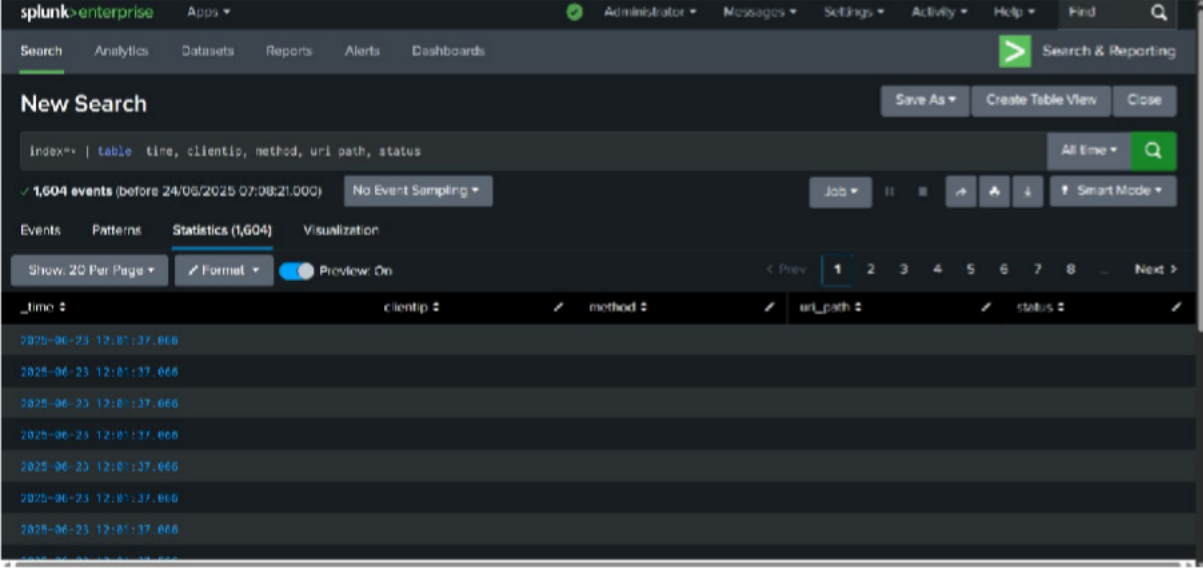 splunk>enterprise Apps Administrator Messages Settings Activity Help Find
Search Analytics Datasets Reports Alerts Dashboards Search & Reporting
New Search Save As Create Table View Close
index=* | table _time, clientip, method, uri_path, status All time
1,604 events (before 24/06/2025 07:08:21.000) No Event Sampling Job Smart Mode
Events Patterns Statistics (1,604) Visualization
Show: 20 Per Page Format Preview: On < Prev 1 2 3 4 5 6 7 8 ... Next >
_time clientip method uri_path status
2025-06-23 12:01:37.066
2025-06-23 12:01:37.066
2025-06-23 12:01:37.066
2025-06-23 12:01:37.066
2025-06-23 12:01:37.066
2025-06-23 12:01:37.066
2025-06-23 12:01:37.066